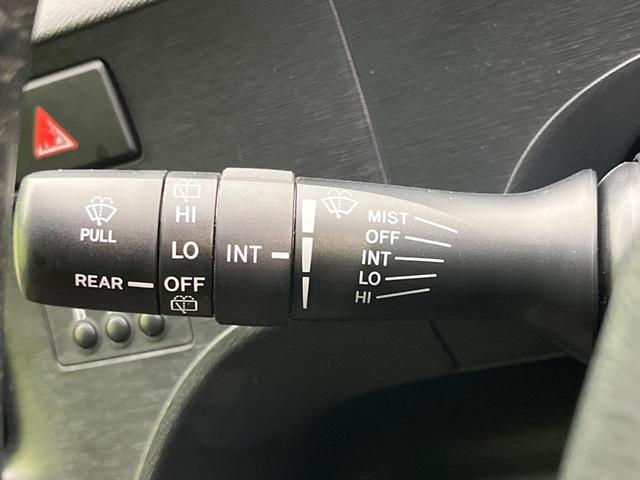 PULL
REAR
HI
LO
OFF
INT
MIST
OFF
INT
LO
HI